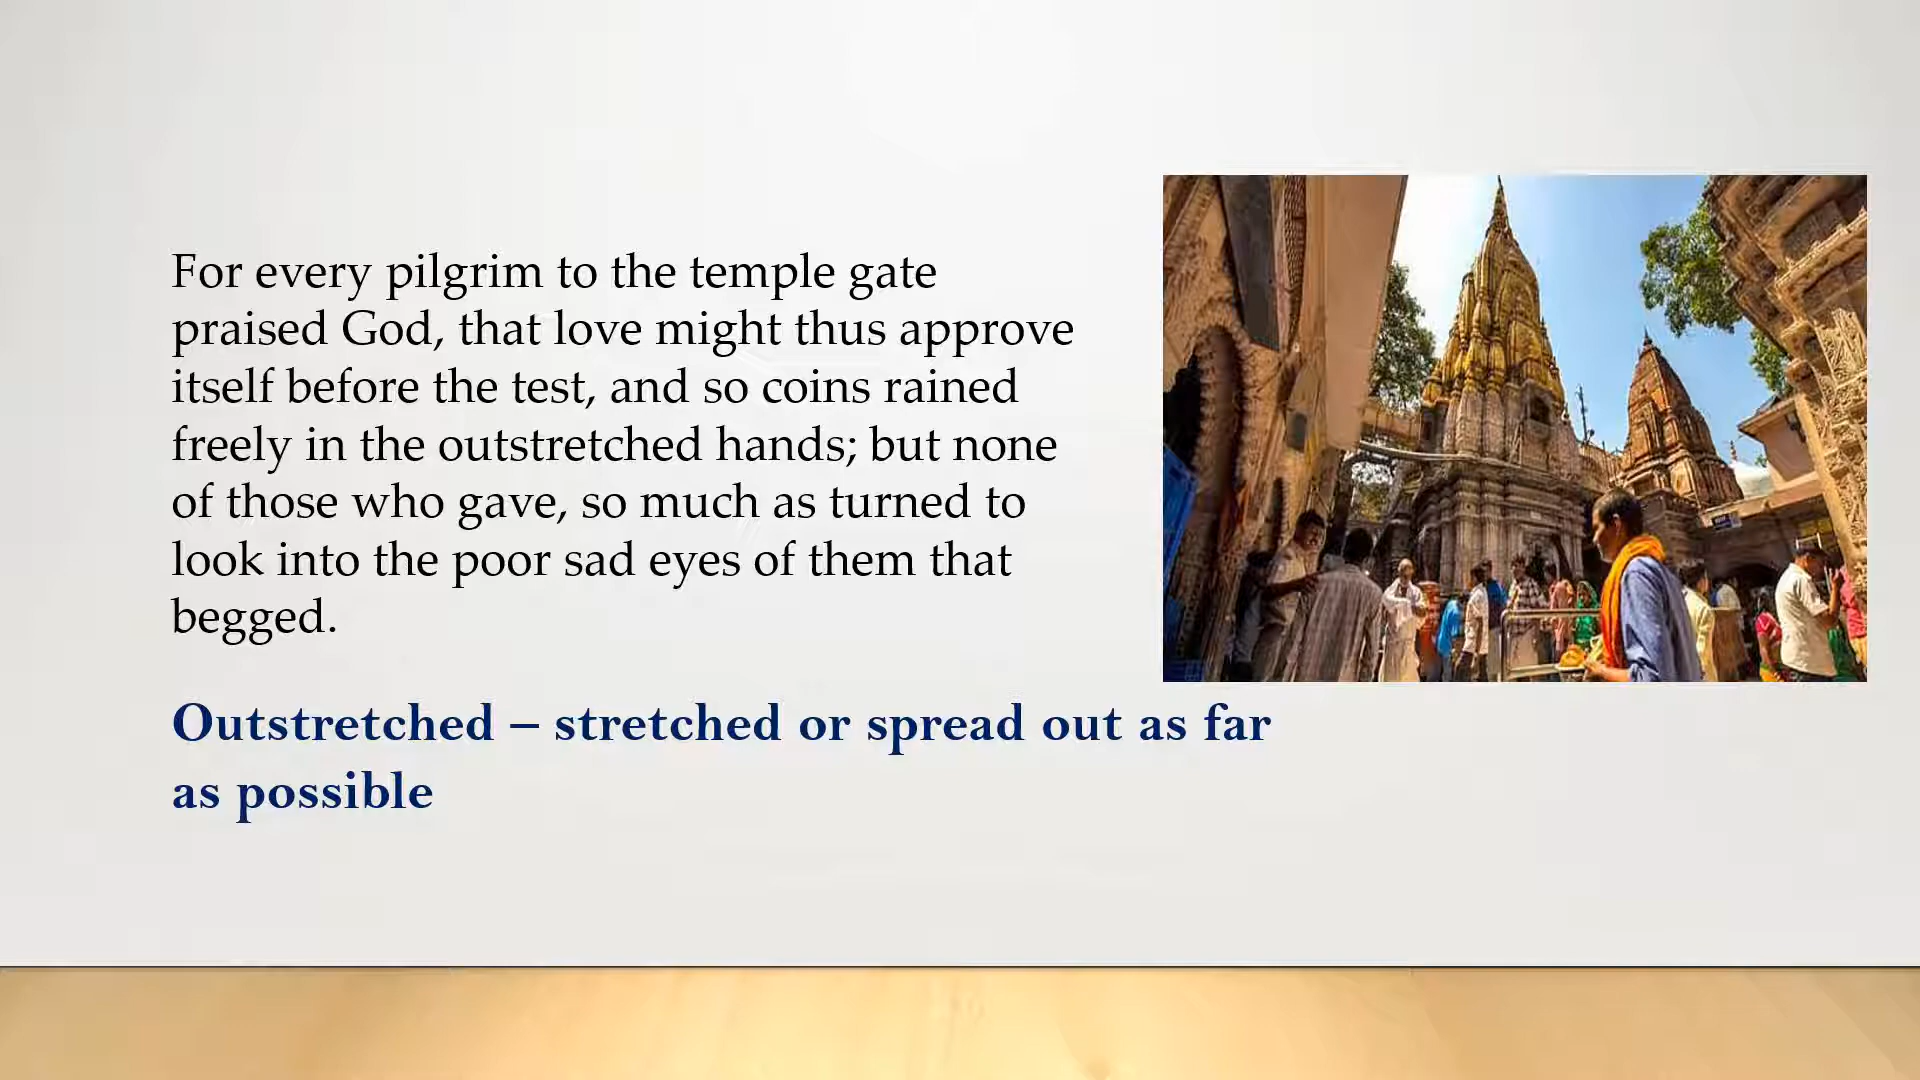 For every pilgrim to the temple gate
praised God, that love might thus approve
itself before the test, and so coins rained
freely in the outstretched hands; but none
of those who gave, so much as turned to
look into the poor sad eyes of them that
begged.
Outstretched – stretched or spread out as far
as possible